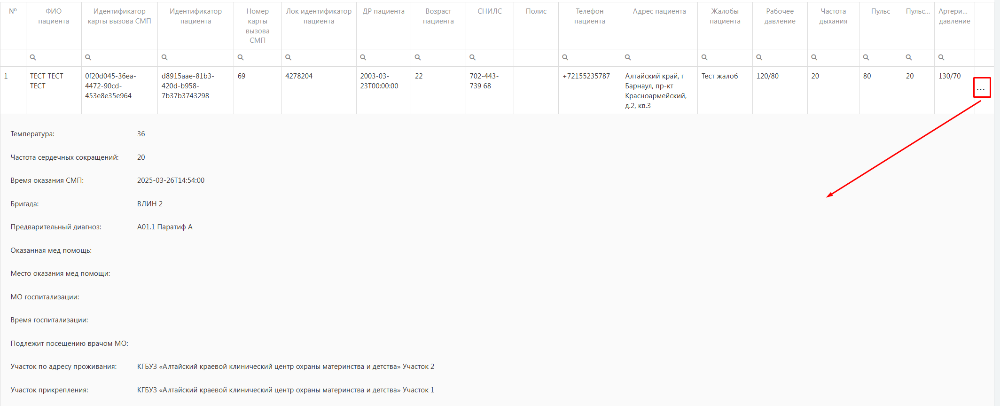 №
ФИО
пациента
Идентификатор
карты вызова СМП
Идентификатор
пациента
Номер
карты
вызова
СМП
Лок идентификатор
пациента
ДР пациента
Возраст
пациента
СНИЛС
Полис
Телефон
пациента
Адрес пациента
Жалобы
пациента
Рабочее
давление
Частота
дыхания
Пульс
Пульс...
Артери...
давление
1
ТЕСТ ТЕСТ
ТЕСТ
0f20d045-36ea-
4472-90cd-
453e8e35e964
d8915aae-81b3-
420d-b958-
7b37b3743298
69
4278204
2003-03-
23T00:00:00
22
702-443-
739 68
+72155235787
Алтайский край, г
Барнаул, пр-кт
Красноармейский,
д.2, кв.3
Тест жалоб
120/80
20
80
20
130/70
...
Температура: 36
Частота сердечных сокращений: 20
Время оказания СМП: 2025-03-26T14:54:00
Бригада: ВЛИН 2
Предварительный диагноз: A01.1 Паратиф A
Оказанная мед помощь:
Место оказания мед помощи:
МО госпитализации:
Время госпитализации:
Подлежит посещению врачом МО:
Участок по адресу проживания: КГБУЗ «Алтайский краевой клинический центр охраны материнства и детства» Участок 2
Участок прикрепления: КГБУЗ «Алтайский краевой клинический центр охраны материнства и детства» Участок 1